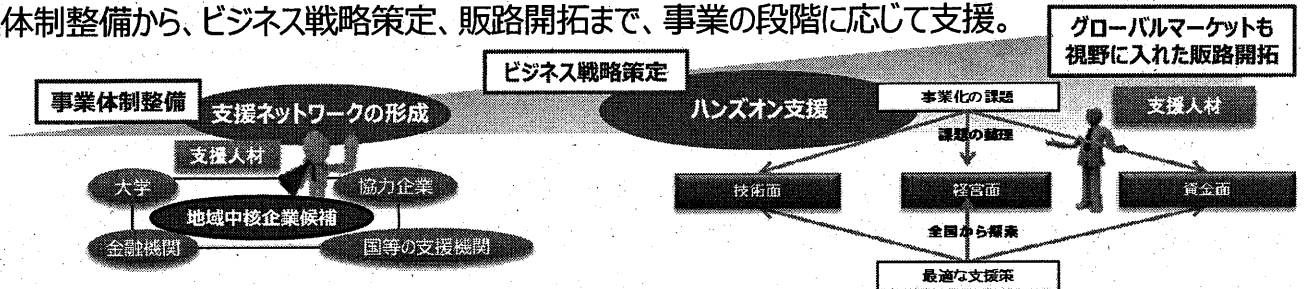 体制整備から、ビジネス戦略策定、販路開拓まで、事業の段階に応じて支援。
グローバルマーケットも
視野に入れた販路開拓
ビジネス戦略策定
事業体制整備
支援ネットワークの形成
支援人材
大学
協力企業
地域中核企業候補
金融機関
国等の支援機関
ハンズオン支援
事業化の課題
支援人材
課題の整理
技術面
経営面
資金面
全国から探索
最適な支援策